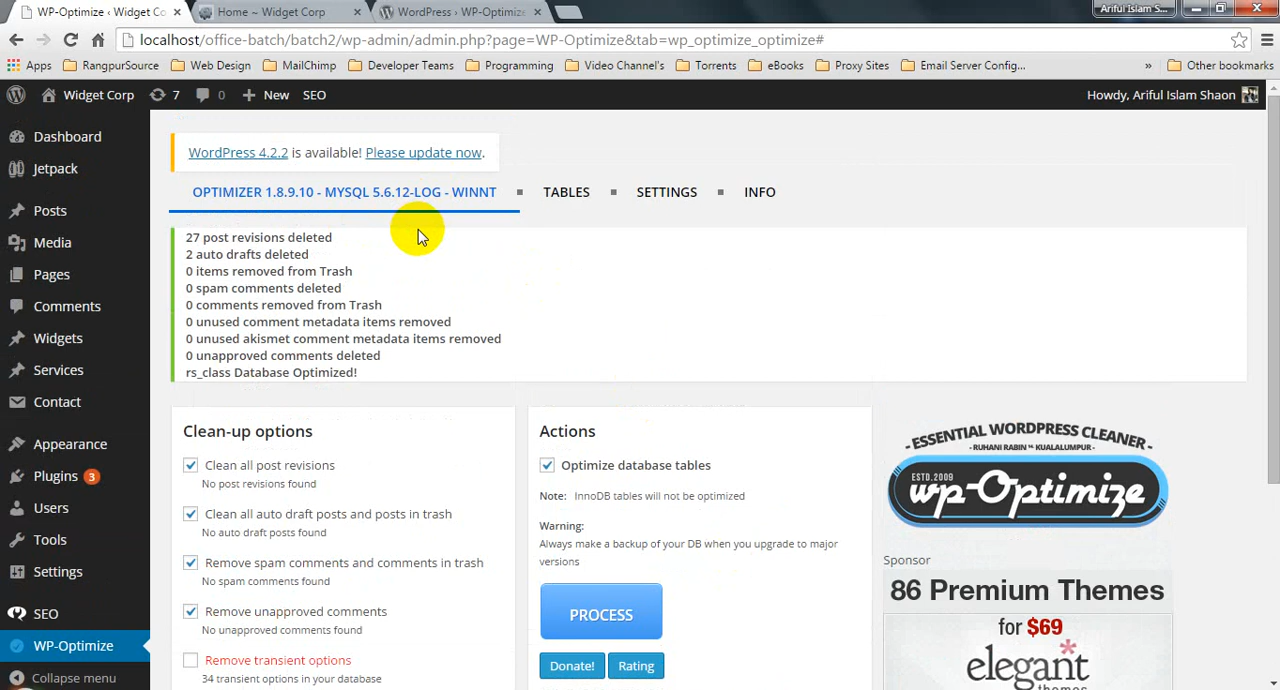 WP-Optimize ‹ Widget Co
Home ~ Widget Corp
WordPress › WP-Optimize
Ariful Islam S...
localhost/office-batch/batch2/wp-admin/admin.php?page=WP-Optimize&tab=wp_optimize_optimize#
Apps
RangpurSource
Web Design
MailChimp
Developer Teams
Programming
Video Channel's
Torrents
eBooks
Proxy Sites
Email Server Config...
»
Other bookmarks
Widget Corp
7
0
New
SEO
Howdy, Ariful Islam Shaon
Dashboard
Jetpack
Posts
Media
Pages
Comments
Widgets
Services
Contact
Appearance
Plugins 3
Users
Tools
Settings
SEO
WP-Optimize
Collapse menu
WordPress 4.2.2 is available! Please update now.
OPTIMIZER 1.8.9.10 - MYSQL 5.6.12-LOG - WINNT
TABLES
SETTINGS
INFO
27 post revisions deleted
2 auto drafts deleted
0 items removed from Trash
0 spam comments deleted
0 comments removed from Trash
0 unused comment metadata items removed
0 unused akismet comment metadata items removed
0 unapproved comments deleted
rs_class Database Optimized!
Clean-up options
Clean all post revisions
No post revisions found
Clean all auto draft posts and posts in trash
No auto draft posts found
Remove spam comments and comments in trash
No spam comments found
Remove unapproved comments
No unapproved comments found
Remove transient options
34 transient options in your database
Actions
Optimize database tables
Note: InnoDB tables will not be optimized
Warning:
Always make a backup of your DB when you upgrade to major
versions
PROCESS
Donate!
Rating
- ESSENTIAL WORDPRESS CLEANER -
- RUHANI RABIN ™ KUALALUMPUR -
ESTD.2009
wp-Optimize
Sponsor
86 Premium Themes
for $69
elegant
themes